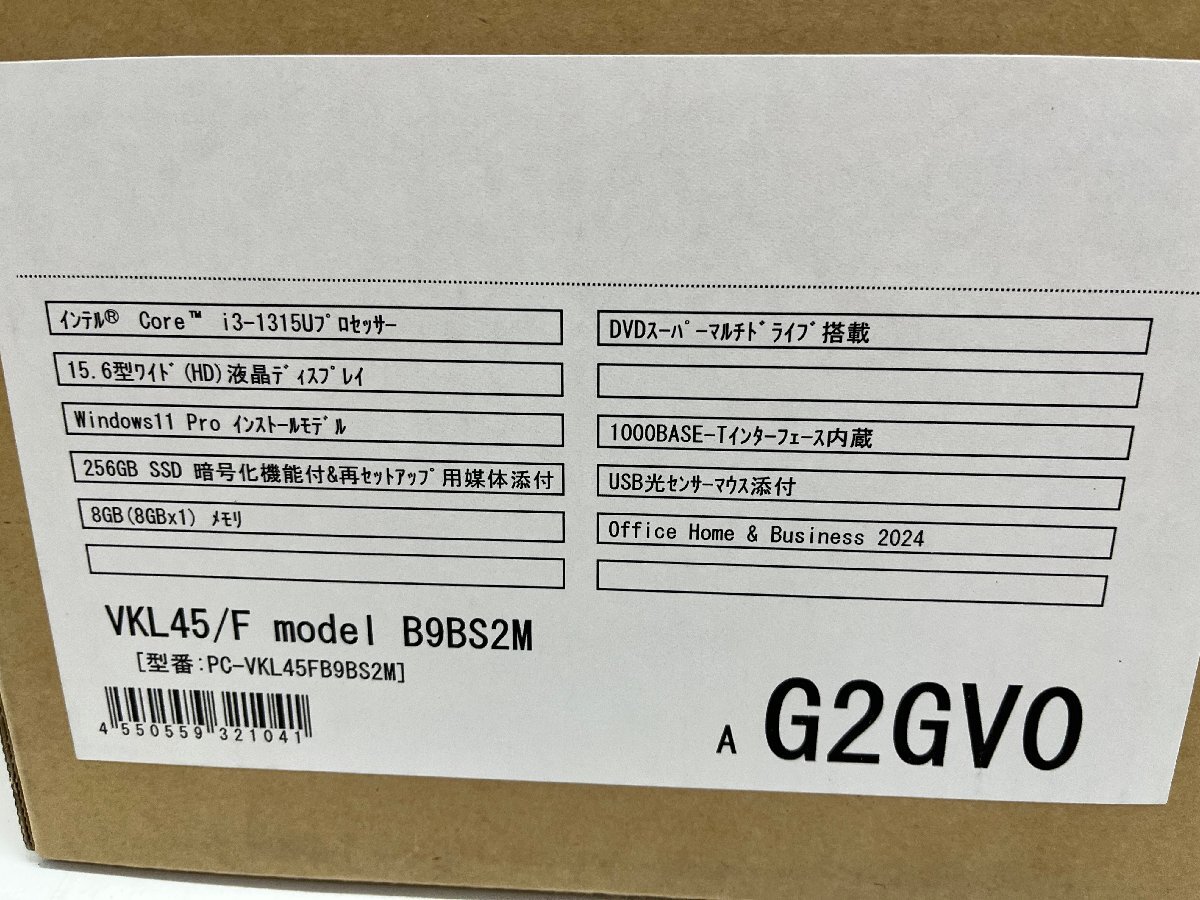 ｲﾝﾃﾙ® Core™ i3-1315Uﾌﾟﾛｾｯｻｰ
15.6型ﾜｲﾄﾞ(HD)液晶ﾃﾞｨｽﾌﾟﾚｲ
Windows11 Pro ｲﾝｽﾄｰﾙﾓﾃﾞﾙ
256GB SSD 暗号化機能付&再ｾｯﾄｱｯﾌﾟ用媒体添付
8GB(8GBx1) ﾒﾓﾘ
DVDｽｰﾊﾟｰﾏﾙﾁﾄﾞﾗｲﾌﾞ搭載
1000BASE-Tｲﾝﾀｰﾌｪｰｽ内蔵
USB光ｾﾝｻｰﾏｳｽ添付
Office Home & Business 2024
VKL45/F model B9BS2M
[型番:PC-VKL45FB9BS2M]
4 550559 321041
A G2GV0